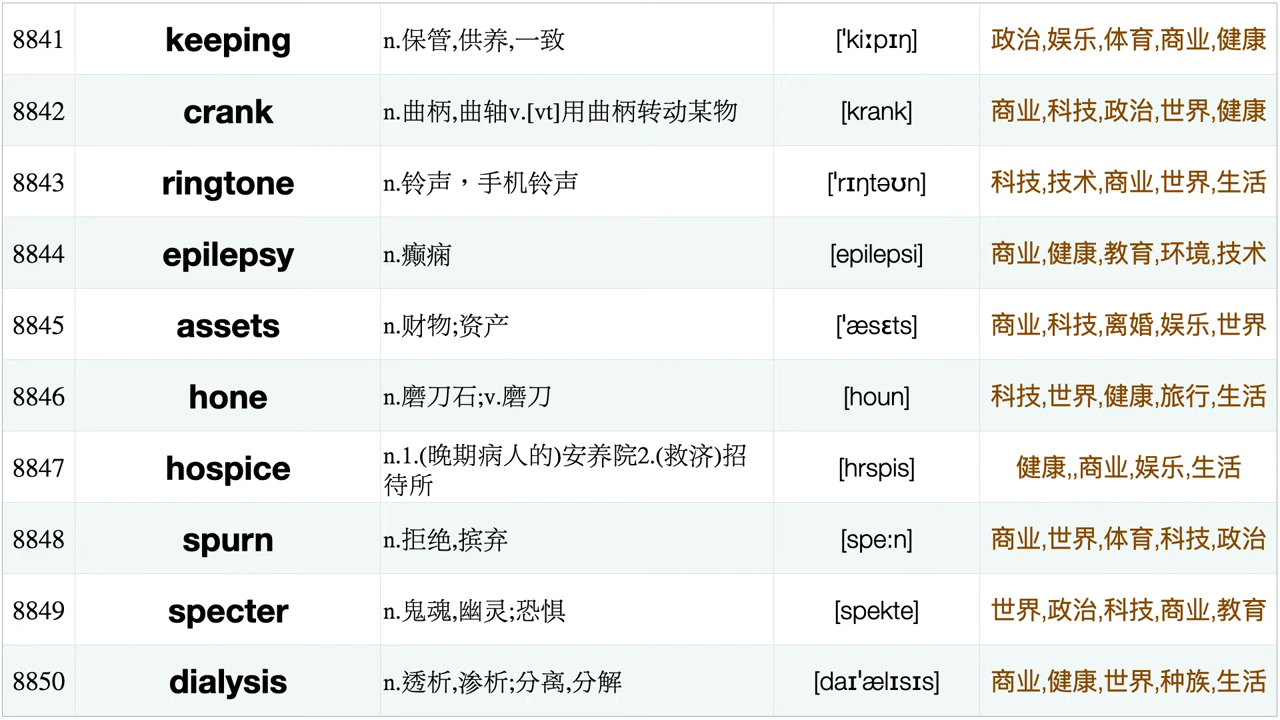 8841 keeping n.保管,供养,一致 ['kiːpɪŋ] 政治,娱乐,体育,商业,健康
8842 crank n.曲柄,曲轴v.[vt]用曲柄转动某物 [krank] 商业,科技,政治,世界,健康
8843 ringtone n.铃声，手机铃声 ['rɪŋtəʊn] 科技,技术,商业,世界,生活
8844 epilepsy n.癫痫 [epilepsi] 商业,健康,教育,环境,技术
8845 assets n.财物;资产 ['æsɛts] 商业,科技,离婚,娱乐,世界
8846 hone n.磨刀石;v.磨刀 [houn] 科技,世界,健康,旅行,生活
8847 hospice n.1.(晚期病人的)安养院2.(救济)招
待所 [hrspis] 健康,,商业,娱乐,生活
8848 spurn n.拒绝,摈弃 [spe:n] 商业,世界,体育,科技,政治
8849 specter n.鬼魂,幽灵;恐惧 [spekte] 世界,政治,科技,商业,教育
8850 dialysis n.透析,渗析;分离,分解 [daɪ'ælɪsɪs] 商业,健康,世界,种族,生活